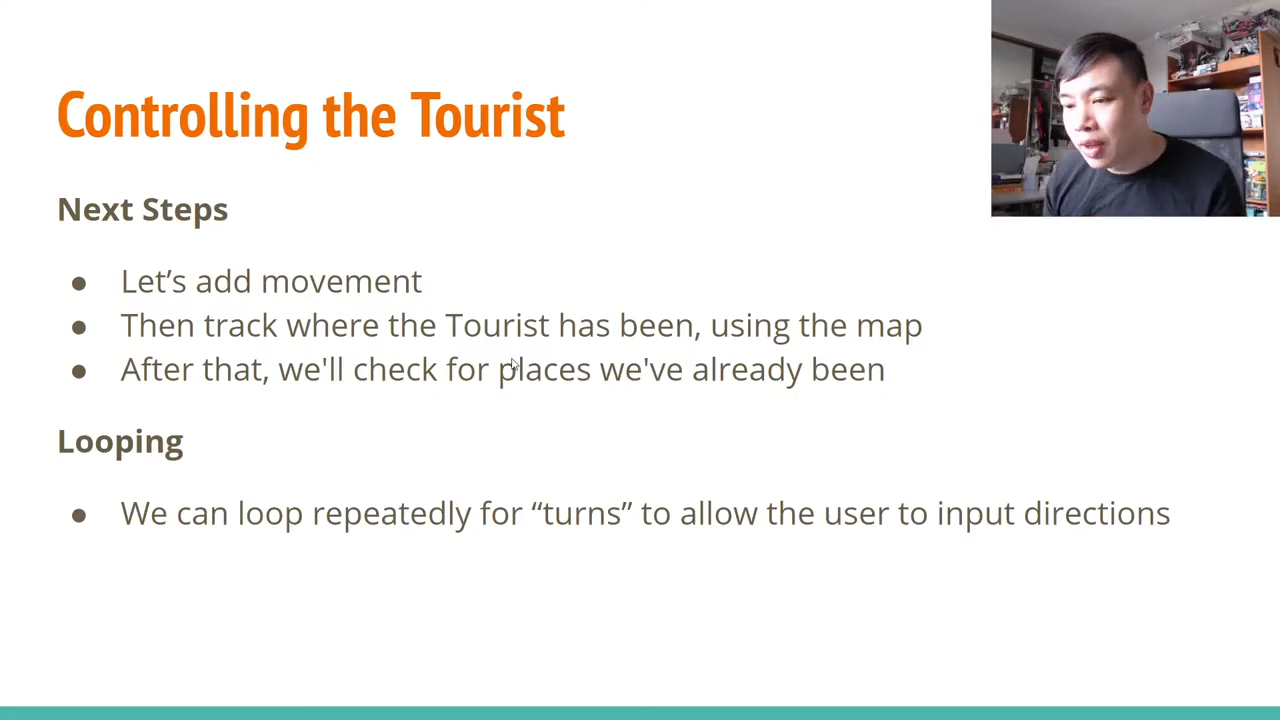 Controlling the Tourist
Next Steps
● Let’s add movement
● Then track where the Tourist has been, using the map
● After that, we'll check for places we've already been
Looping
● We can loop repeatedly for “turns” to allow the user to input directions